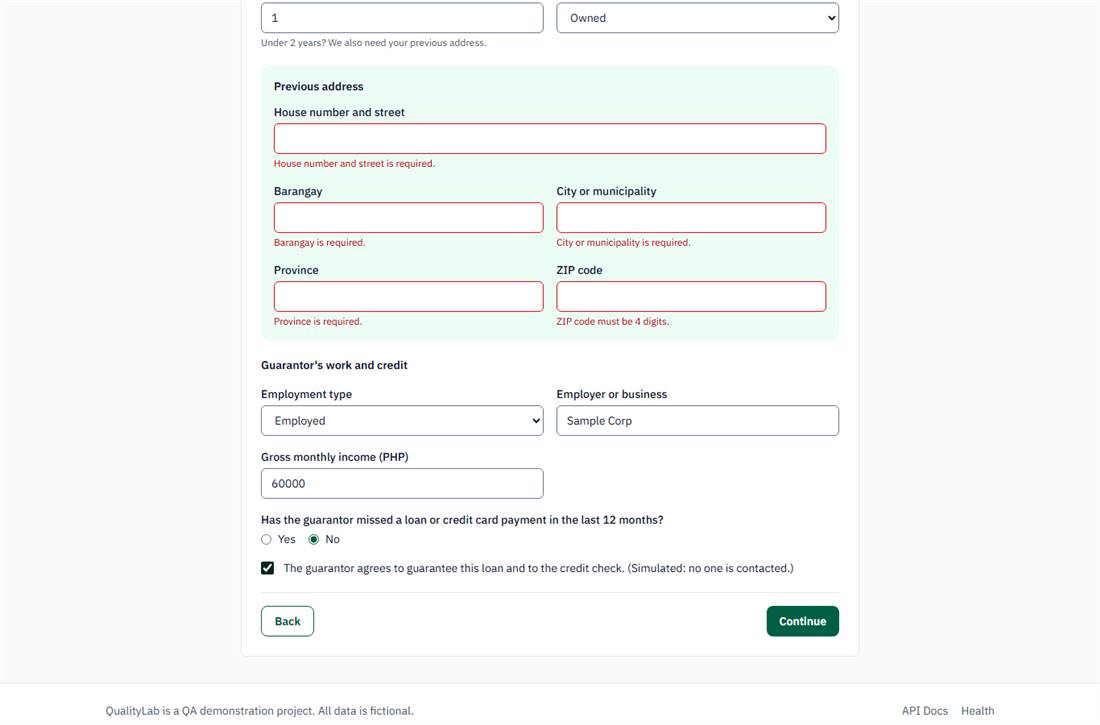 1
Owned
Under 2 years? We also need your previous address.
Previous address
House number and street
House number and street is required.
Barangay
City or municipality
Barangay is required.
City or municipality is required.
Province
ZIP code
Province is required.
ZIP code must be 4 digits.
Guarantor's work and credit
Employment type
Employer or business
Employed
Sample Corp
Gross monthly income (PHP)
60000
Has the guarantor missed a loan or credit card payment in the last 12 months?
Yes
No
The guarantor agrees to guarantee this loan and to the credit check. (Simulated: no one is contacted.)
Back
Continue
QualityLab is a QA demonstration project. All data is fictional.
API Docs
Health